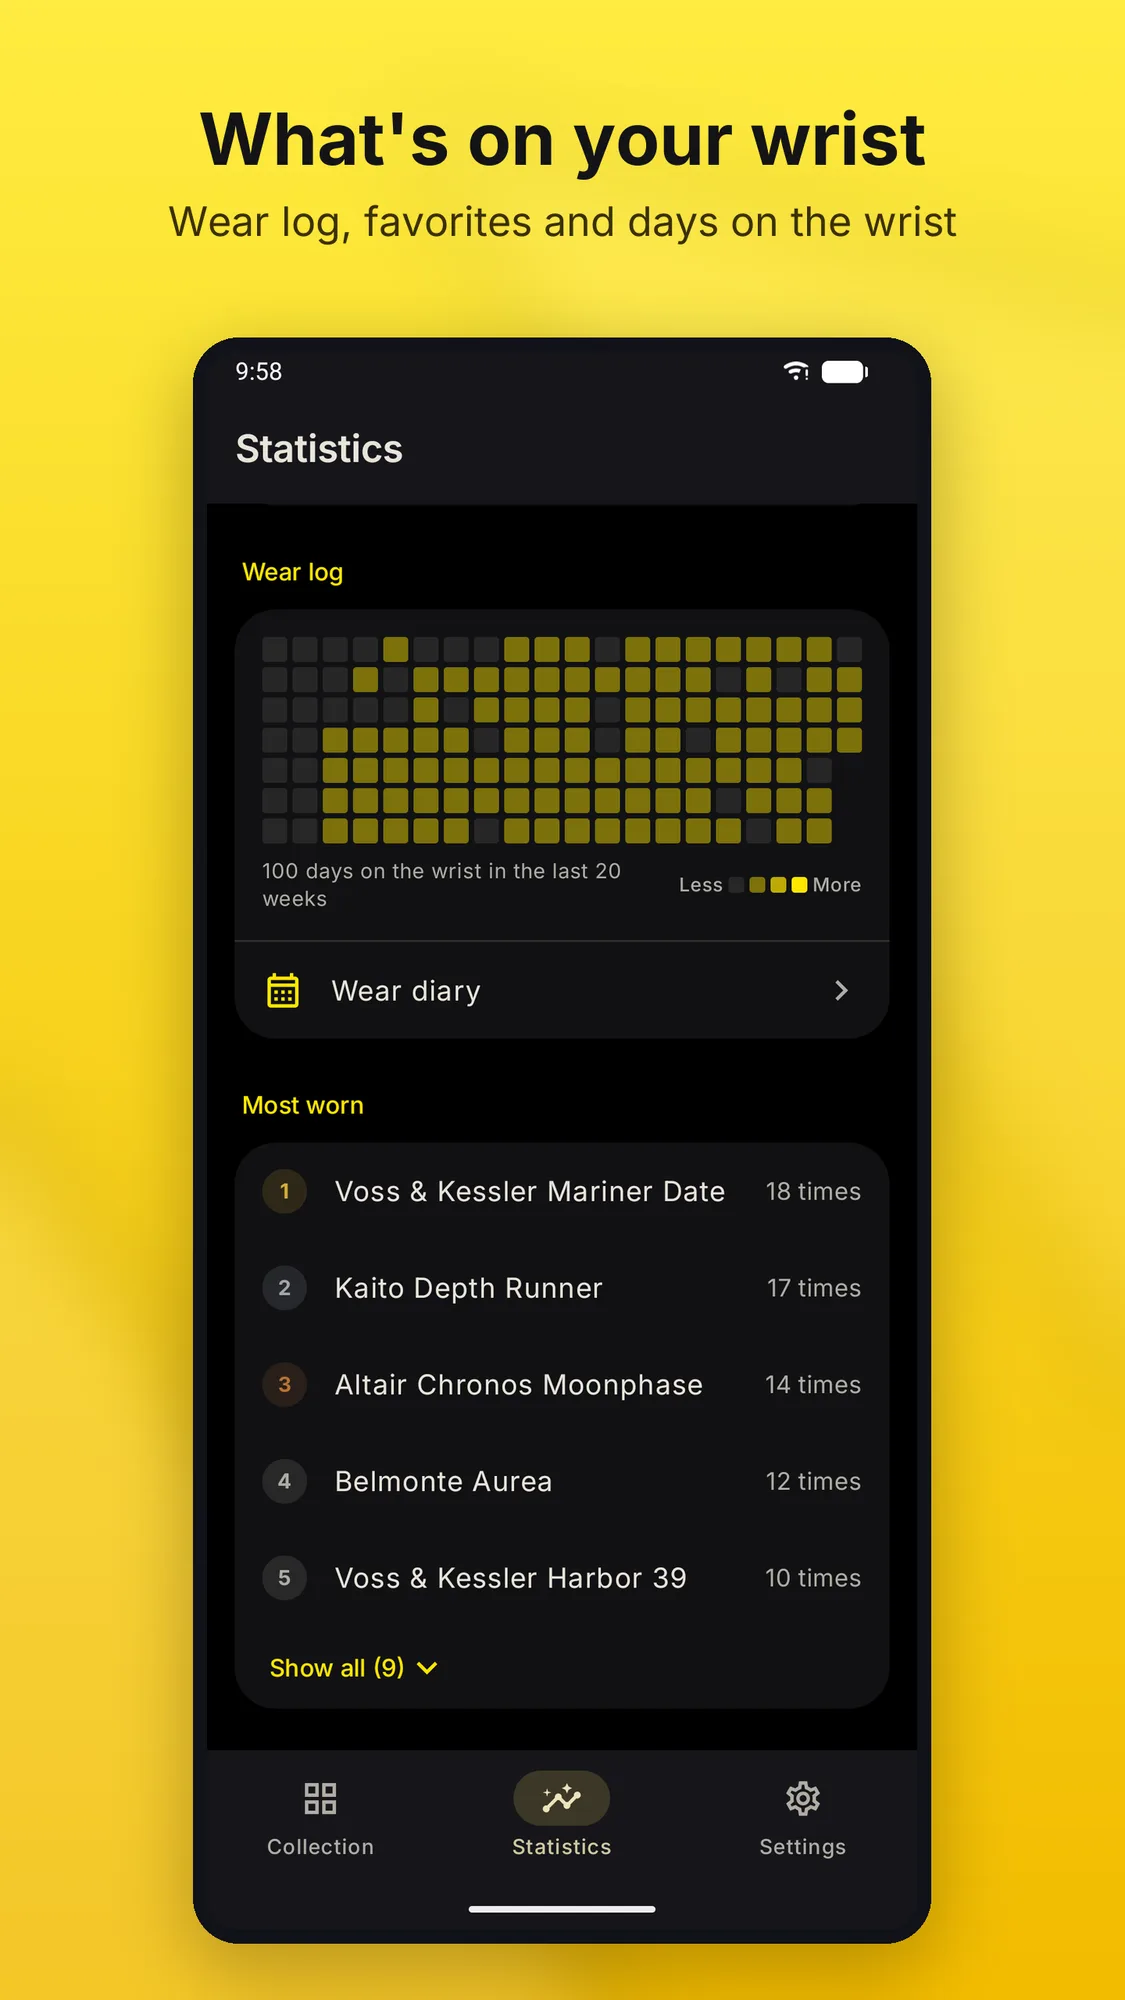 What's on your wrist
Wear log, favorites and days on the wrist
9:58
Statistics
Wear log
100 days on the wrist in the last 20
weeks
Less More
Wear diary
Most worn
1 Voss & Kessler Mariner Date 18 times
2 Kaito Depth Runner 17 times
3 Altair Chronos Moonphase 14 times
4 Belmonte Aurea 12 times
5 Voss & Kessler Harbor 39 10 times
Show all (9)
Collection Statistics Settings